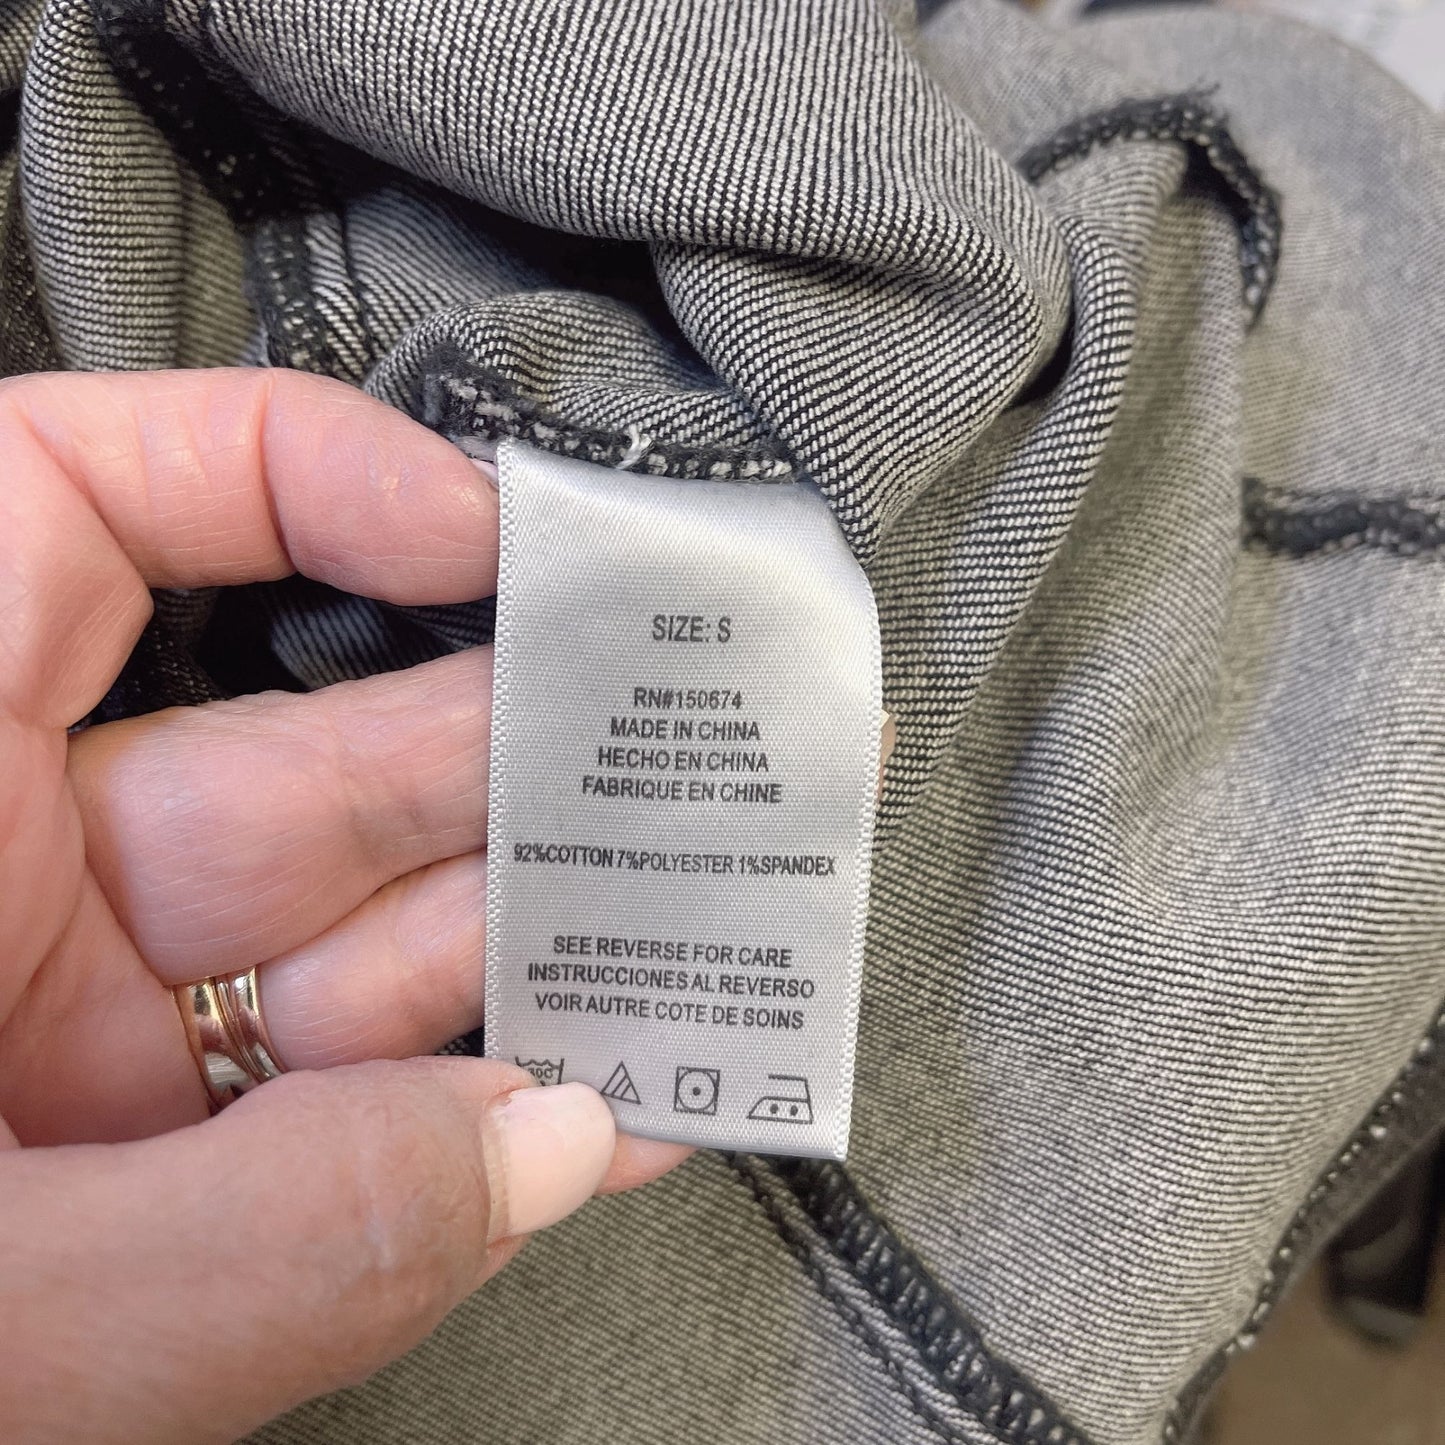 SIZE: S
RN#150674
MADE IN CHINA
HECHO EN CHINA
FABRIQUE EN CHINE
92%COTTON 7%POLYESTER 1%SPANDEX
SEE REVERSE FOR CARE
INSTRUCCIONES AL REVERSO
VOIR AUTRE COTE DE SOINS